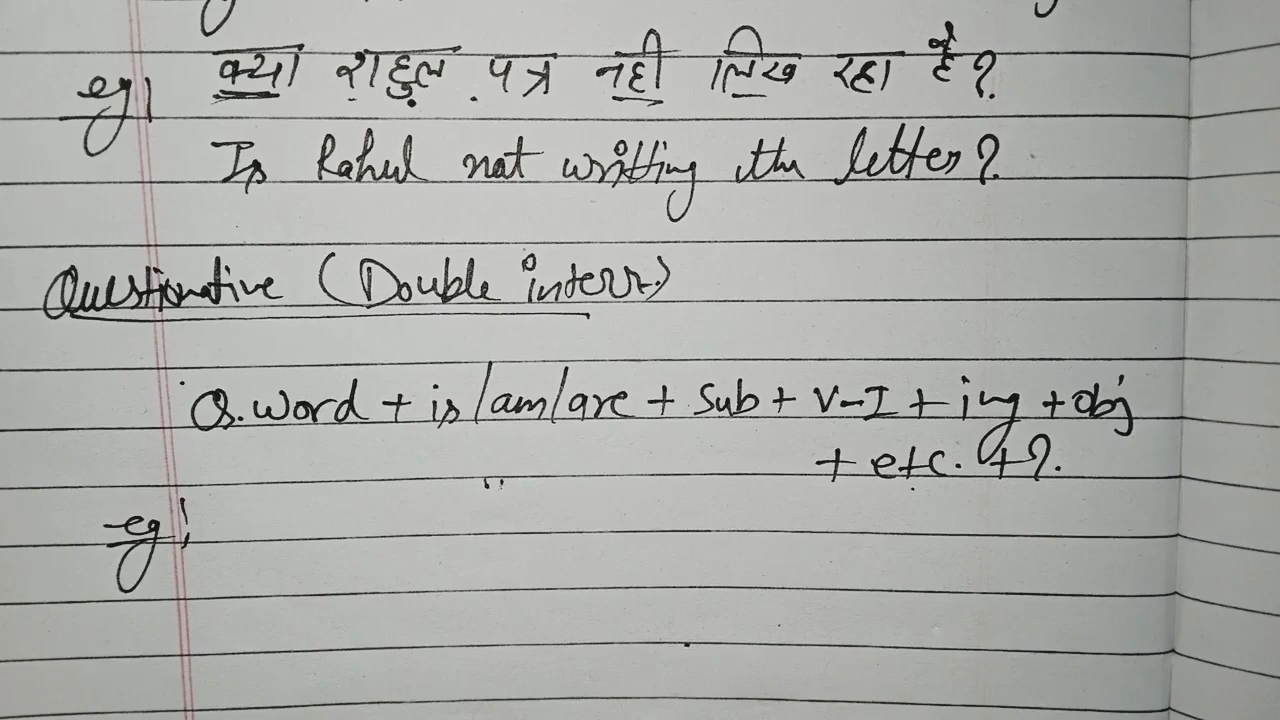 eg! क्या राहुल पत्र नही लिख रहा है?
Is Rahul not writting the letter?
Questionative (Double interr.)
Q.word + is/am/are + sub + V-I + ing + obj
+ etc. + ?.
eg!